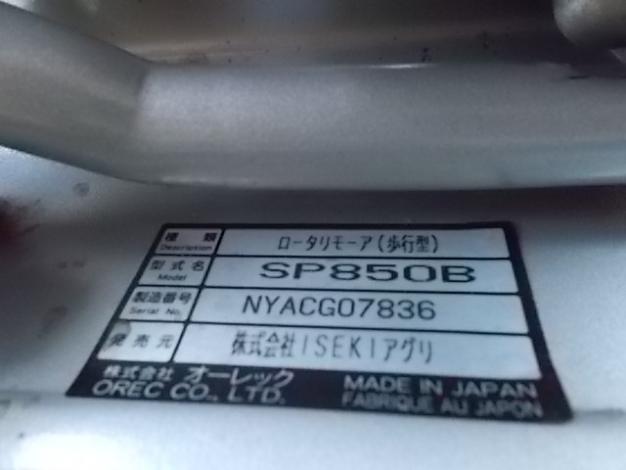 種類 Description ロータリモーア(歩行型)
型式名 Model SP850B
製造番号 Serial No. NYACG07836
発売元 株式会社ISEKIアグリ
株式会社 オーレック
OREC CO., LTD.
MADE IN JAPAN
FABRIQUE AU JAPON